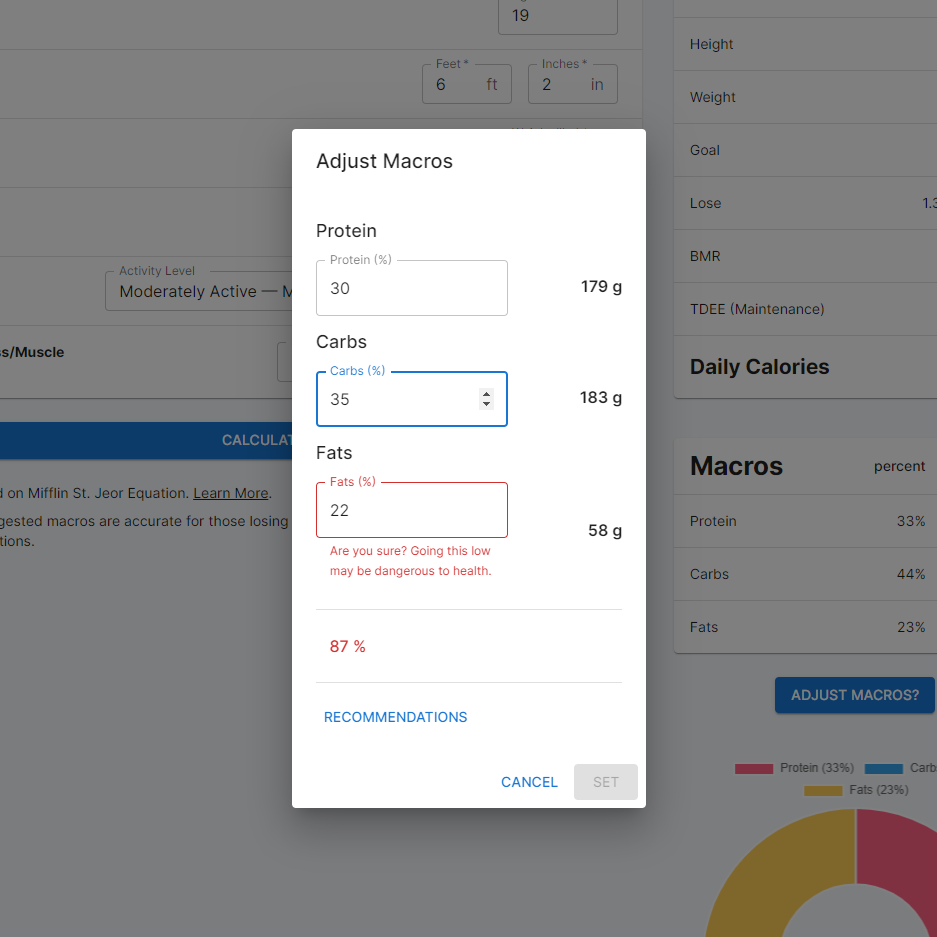 19
Feet *
6 ft
Inches *
2 in
Activity Level
Moderately Active — M
s/Muscle
CALCULAT
d on Mifflin St. Jeor Equation. Learn More.
gested macros are accurate for those losing
tions.
Adjust Macros
Protein
Protein (%)
30
179 g
Carbs
Carbs (%)
35
183 g
Fats
Fats (%)
22
58 g
Are you sure? Going this low
may be dangerous to health.
87 %
RECOMMENDATIONS
CANCEL
SET
Height
Weight
Goal
Lose 1.3
BMR
TDEE (Maintenance)
Daily Calories
Macros percent
Protein 33%
Carbs 44%
Fats 23%
ADJUST MACROS?
Protein (33%) Carb
Fats (23%)